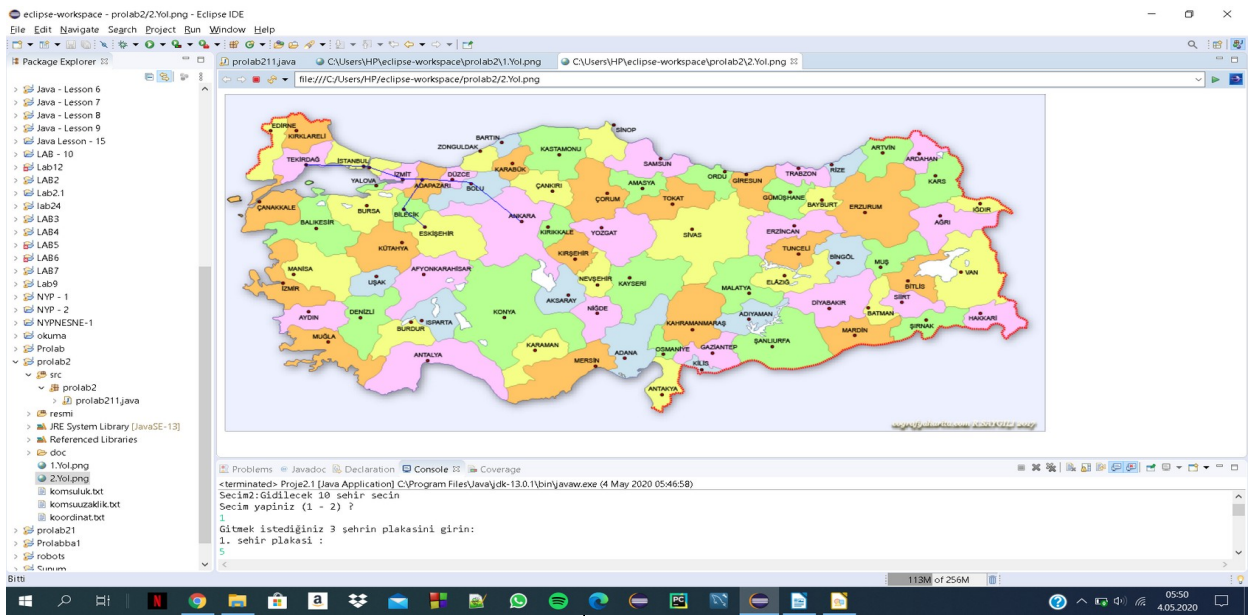 eclipse-workspace - prolab2/2.Yol.png - Eclipse IDE
File Edit Navigate Search Project Run Window Help
Package Explorer
prolab211.java C:\Users\HP\eclipse-workspace\prolab2\1.Yol.png C:\Users\HP\eclipse-workspace\prolab2\2.Yol.png
file:///C:/Users/HP/eclipse-workspace/prolab2/2.Yol.png
Java - Lesson 6
Java - Lesson 7
Java - Lesson 8
Java - Lesson 9
Java Lesson - 15
LAB - 10
Lab12
LAB2
Lab2.1
lab24
LAB3
LAB4
LAB5
LAB6
LAB7
Lab9
NYP - 1
NYP - 2
NYPNESNE-1
okuma
Prolab
prolab2
src
prolab2
prolab211.java
resmi
JRE System Library [JavaSE-13]
Referenced Libraries
doc
1.Yol.png
2.Yol.png
komsuluk.txt
komsuuzaklik.txt
koordinat.txt
prolab21
Prolabba1
robots
Sunum
EDİRNE
KIRKLARELİ
TEKİRDAĞ
İSTANBUL
YALOVA
İZMİT
ADAPAZARI
DÜZCE
BOLU
ZONGULDAK
BARTIN
KARABÜK
KASTAMONU
SİNOP
ÇANKIRI
SAMSUN
AMASYA
ÇORUM
TOKAT
ORDU
GİRESUN
TRABZON
RİZE
ARTVİN
ARDAHAN
KARS
GÜMÜŞHANE
BAYBURT
ERZURUM
IĞDIR
AĞRI
ÇANAKKALE
BALIKESİR
BURSA
BİLECİK
ESKİŞEHİR
ANKARA
KIRIKKALE
YOZGAT
SİVAS
ERZİNCAN
TUNCELİ
BİNGÖL
MUŞ
VAN
KÜTAHYA
KIRŞEHİR
MANİSA
İZMİR
UŞAK
AFYONKARAHİSAR
NEVŞEHİR
KAYSERİ
MALATYA
ELAZIĞ
BİTLİS
SİİRT
BATMAN
DİYABAKIR
AKSARAY
NİĞDE
KONYA
AYDIN
DENİZLİ
BURDUR
ISPARTA
MUĞLA
ANTALYA
KARAMAN
MERSİN
ADANA
KAHRAMANMARAŞ
ADIYAMAN
OSMANİYE
GAZİANTEP
ŞANLIURFA
KİLİS
ANTAKYA
MARDİN
ŞIRNAK
HAKKARİ
Problems Javadoc Declaration Console Coverage
<terminated> Proje2.1 [Java Application] C:\Program Files\Java\jdk-13.0.1\bin\javaw.exe (4 May 2020 05:46:58)
Secim2:Gidilecek 10 sehir secin
Secim yapiniz (1 - 2) ?
1
Gitmek istediğiniz 3 şehrin plakasini girin:
1. sehir plakasi :
5
Bitti
113M of 256M
05:50
4.05.2020